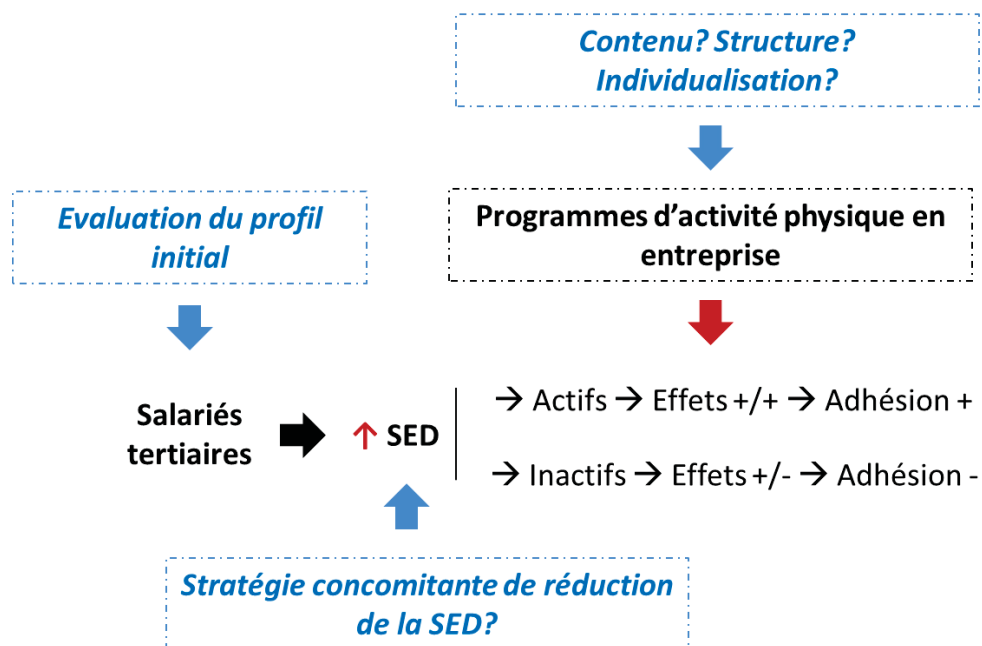 Contenu? Structure?
Individualisation?
Evaluation du profil
initial
Programmes d’activité physique en
entreprise
Salariés
tertiaires
↑ SED
→ Actifs → Effets +/+ → Adhésion +
→ Inactifs → Effets +/- → Adhésion -
Stratégie concomitante de réduction
de la SED?